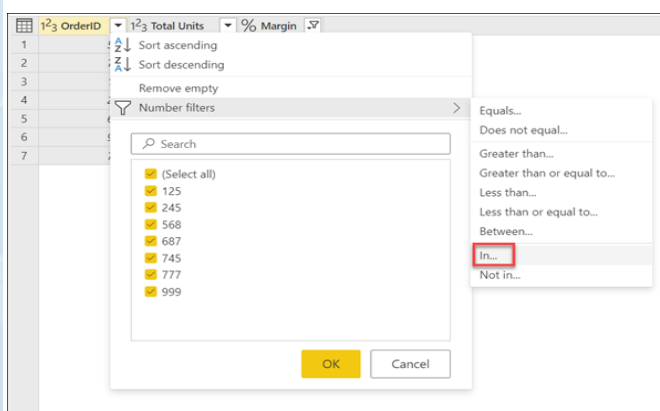 1²3 OrderID 1²3 Total Units % Margin
1
2
3
4
5
6
7
Sort ascending
Sort descending
Remove empty
Number filters
Search
(Select all)
125
245
568
687
745
777
999
OK Cancel
Equals...
Does not equal...
Greater than...
Greater than or equal to...
Less than...
Less than or equal to...
Between...
In...
Not in...